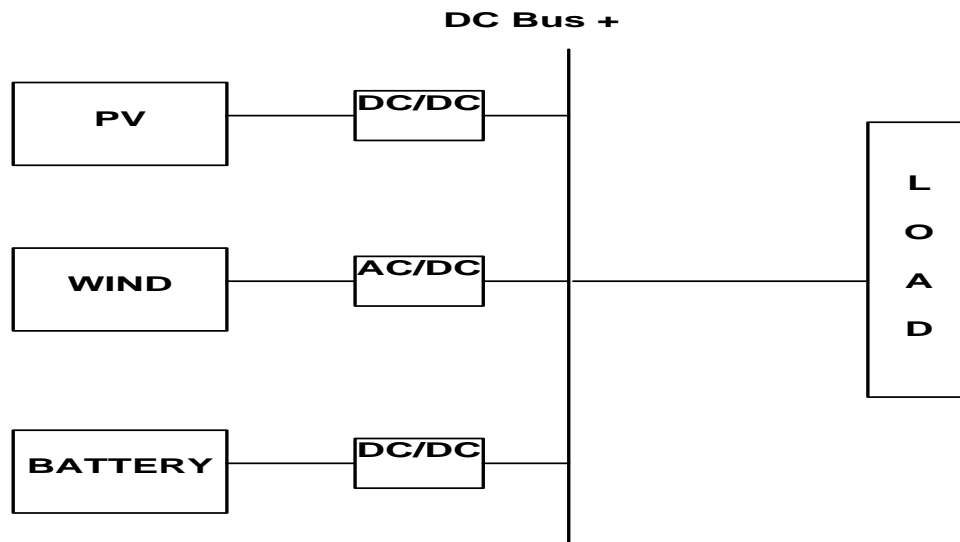 DC Bus +
PV
DC/DC
WIND
AC/DC
BATTERY
DC/DC
L
O
A
D